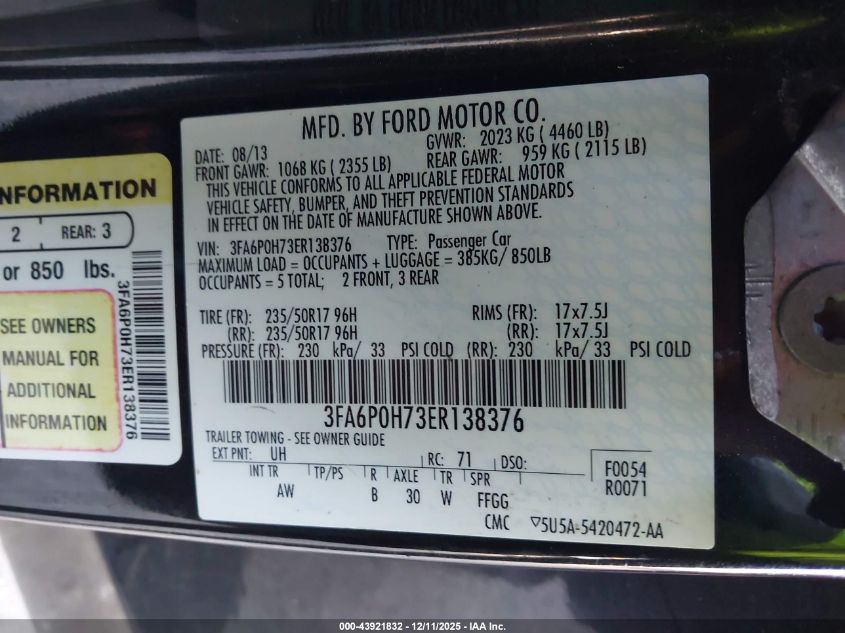 MFD. BY FORD MOTOR CO.
DATE: 08/13 GVWR: 2023 KG ( 4460 LB)
FRONT GAWR: 1068 KG ( 2355 LB) REAR GAWR: 959 KG ( 2115 LB)
THIS VEHICLE CONFORMS TO ALL APPLICABLE FEDERAL MOTOR
VEHICLE SAFETY, BUMPER, AND THEFT PREVENTION STANDARDS
IN EFFECT ON THE DATE OF MANUFACTURE SHOWN ABOVE.
VIN: 3FA6P0H73ER138376 TYPE: Passenger Car
MAXIMUM LOAD = OCCUPANTS + LUGGAGE = 385KG/ 850LB
OCCUPANTS = 5 TOTAL; 2 FRONT, 3 REAR
TIRE (FR): 235/50R17 96H RIMS (FR): 17x7.5J
(RR): 235/50R17 96H (RR): 17x7.5J
PRESSURE (FR): 230 kPa/ 33 PSI COLD (RR): 230 kPa/ 33 PSI COLD
3FA6P0H73ER138376
TRAILER TOWING - SEE OWNER GUIDE
EXT PNT: UH RC: 71 DSO:
INT TR TP/PS R AXLE TR SPR
AW B 30 W FFGG
F0054
R0071
CMC ▽5U5A-5420472-AA
NFORMATION
2 REAR: 3
or 850 lbs.
SEE OWNERS
MANUAL FOR
ADDITIONAL
INFORMATION
3FA6P0H73ER138376
000-43921832 - 12/11/2025 - IAA Inc.